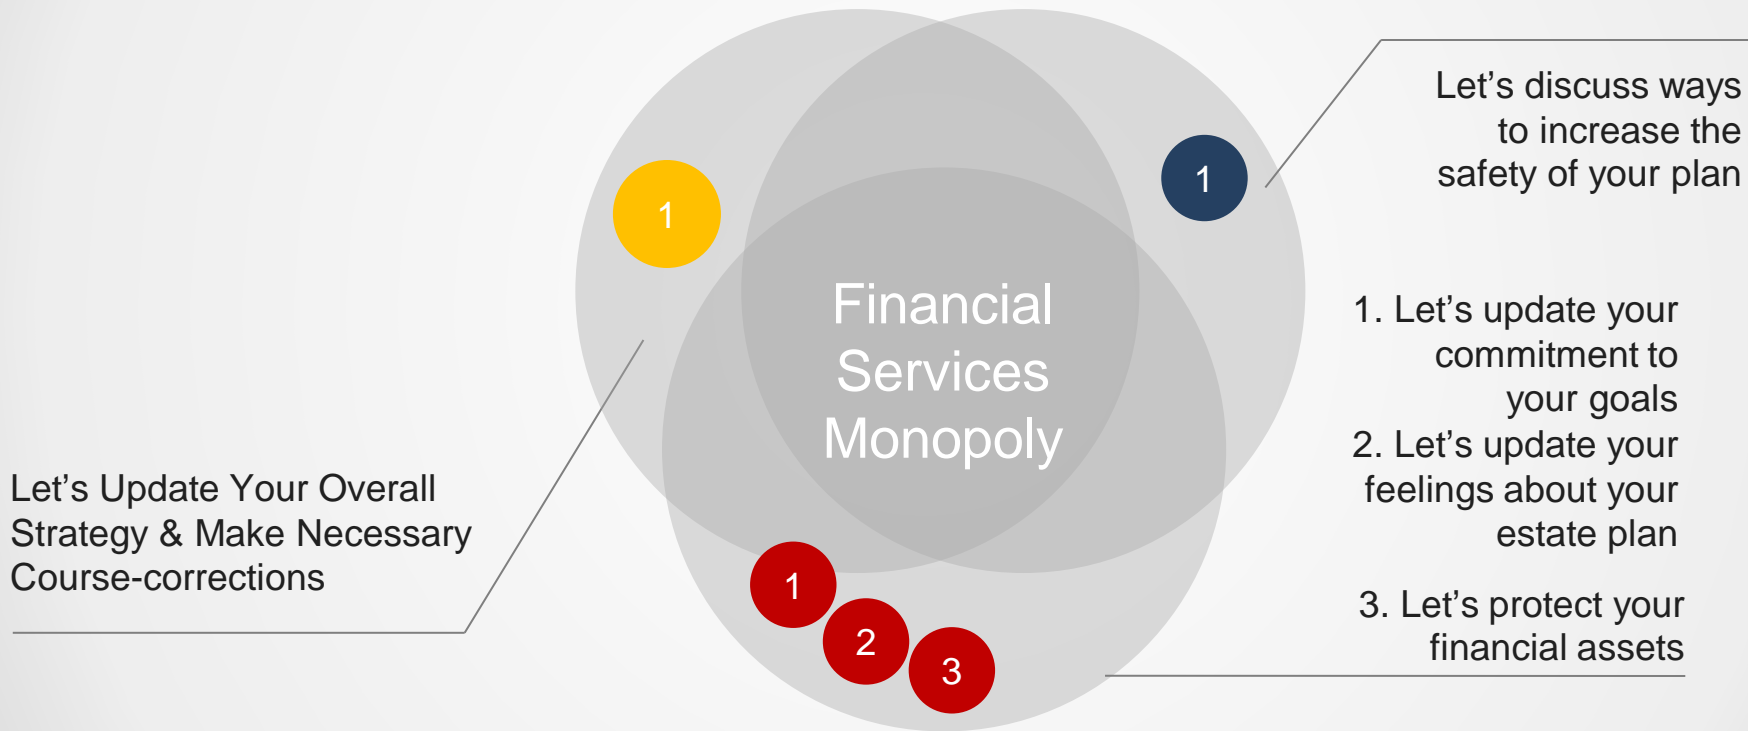 Let’s discuss ways
to increase the
safety of your plan
1
1
Financial
Services
Monopoly
1. Let’s update your
commitment to
your goals
2. Let’s update your
feelings about your
estate plan
3. Let’s protect your
financial assets
Let’s Update Your Overall
Strategy & Make Necessary
Course-corrections
1
2
3